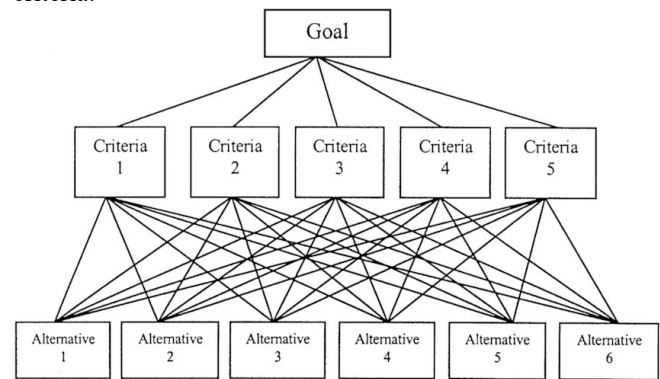 Goal
Criteria Criteria Criteria Criteria Criteria
1 2 3 4 5
Alternative Alternative Alternative Alternative Alternative Alternative
1 2 3 4 5 6